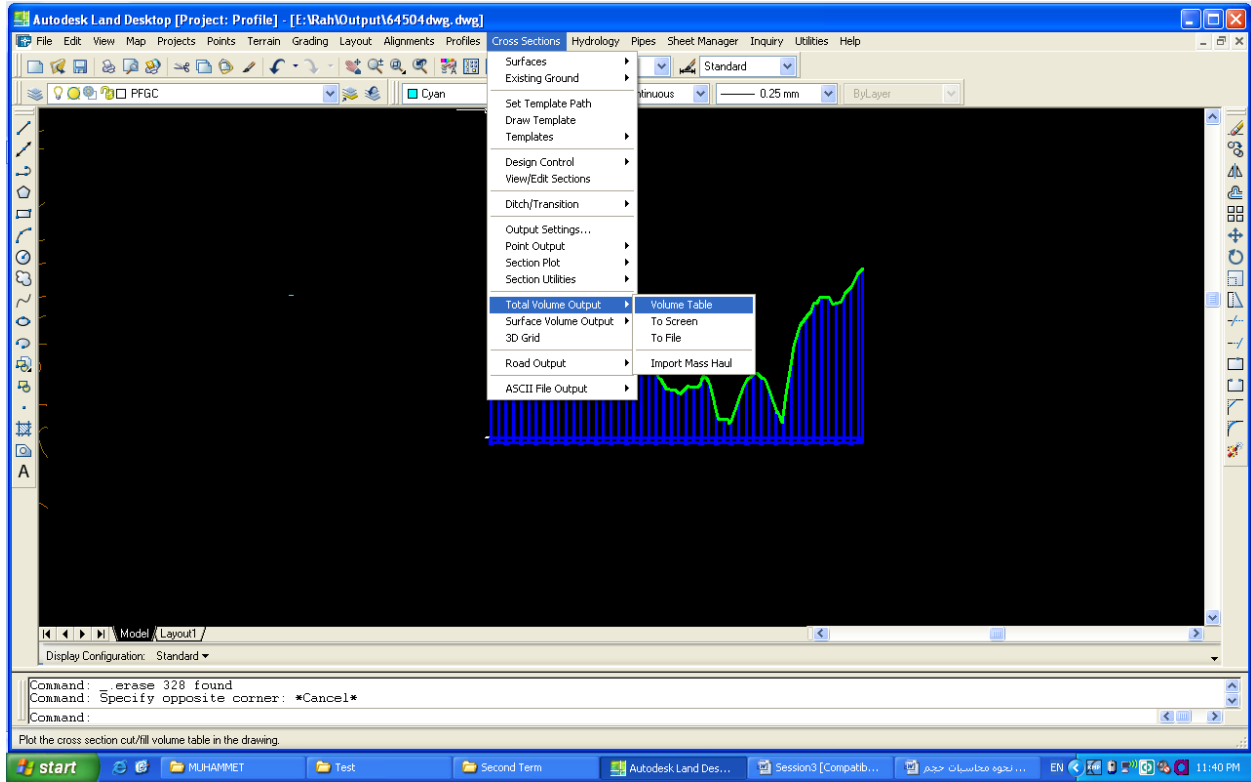 Autodesk Land Desktop [Project: Profile] - [E:\Rah\Output\64504dwg.dwg]
File Edit View Map Projects Points Terrain Grading Layout Alignments Profiles Cross Sections Hydrology Pipes Sheet Manager Inquiry Utilities Help
Standard
PFGC Cyan ntinuous 0.25 mm ByLayer
Surfaces
Existing Ground
Set Template Path
Draw Template
Templates
Design Control
View/Edit Sections
Ditch/Transition
Output Settings...
Point Output
Section Plot
Section Utilities
Total Volume Output
Surface Volume Output
3D Grid
Road Output
ASCII File Output
Volume Table
To Screen
To File
Import Mass Haul
A
Model Layout1
Display Configuration: Standard
Command: _.erase 328 found
Command: Specify opposite corner: *Cancel*
Command:
Plot the cross section cut/fill volume table in the drawing.
start MUHAMMET Test Second Term Autodesk Land Des... Session3 [Compatib... نحوه محاسبات حجم ... EN 11:40 PM